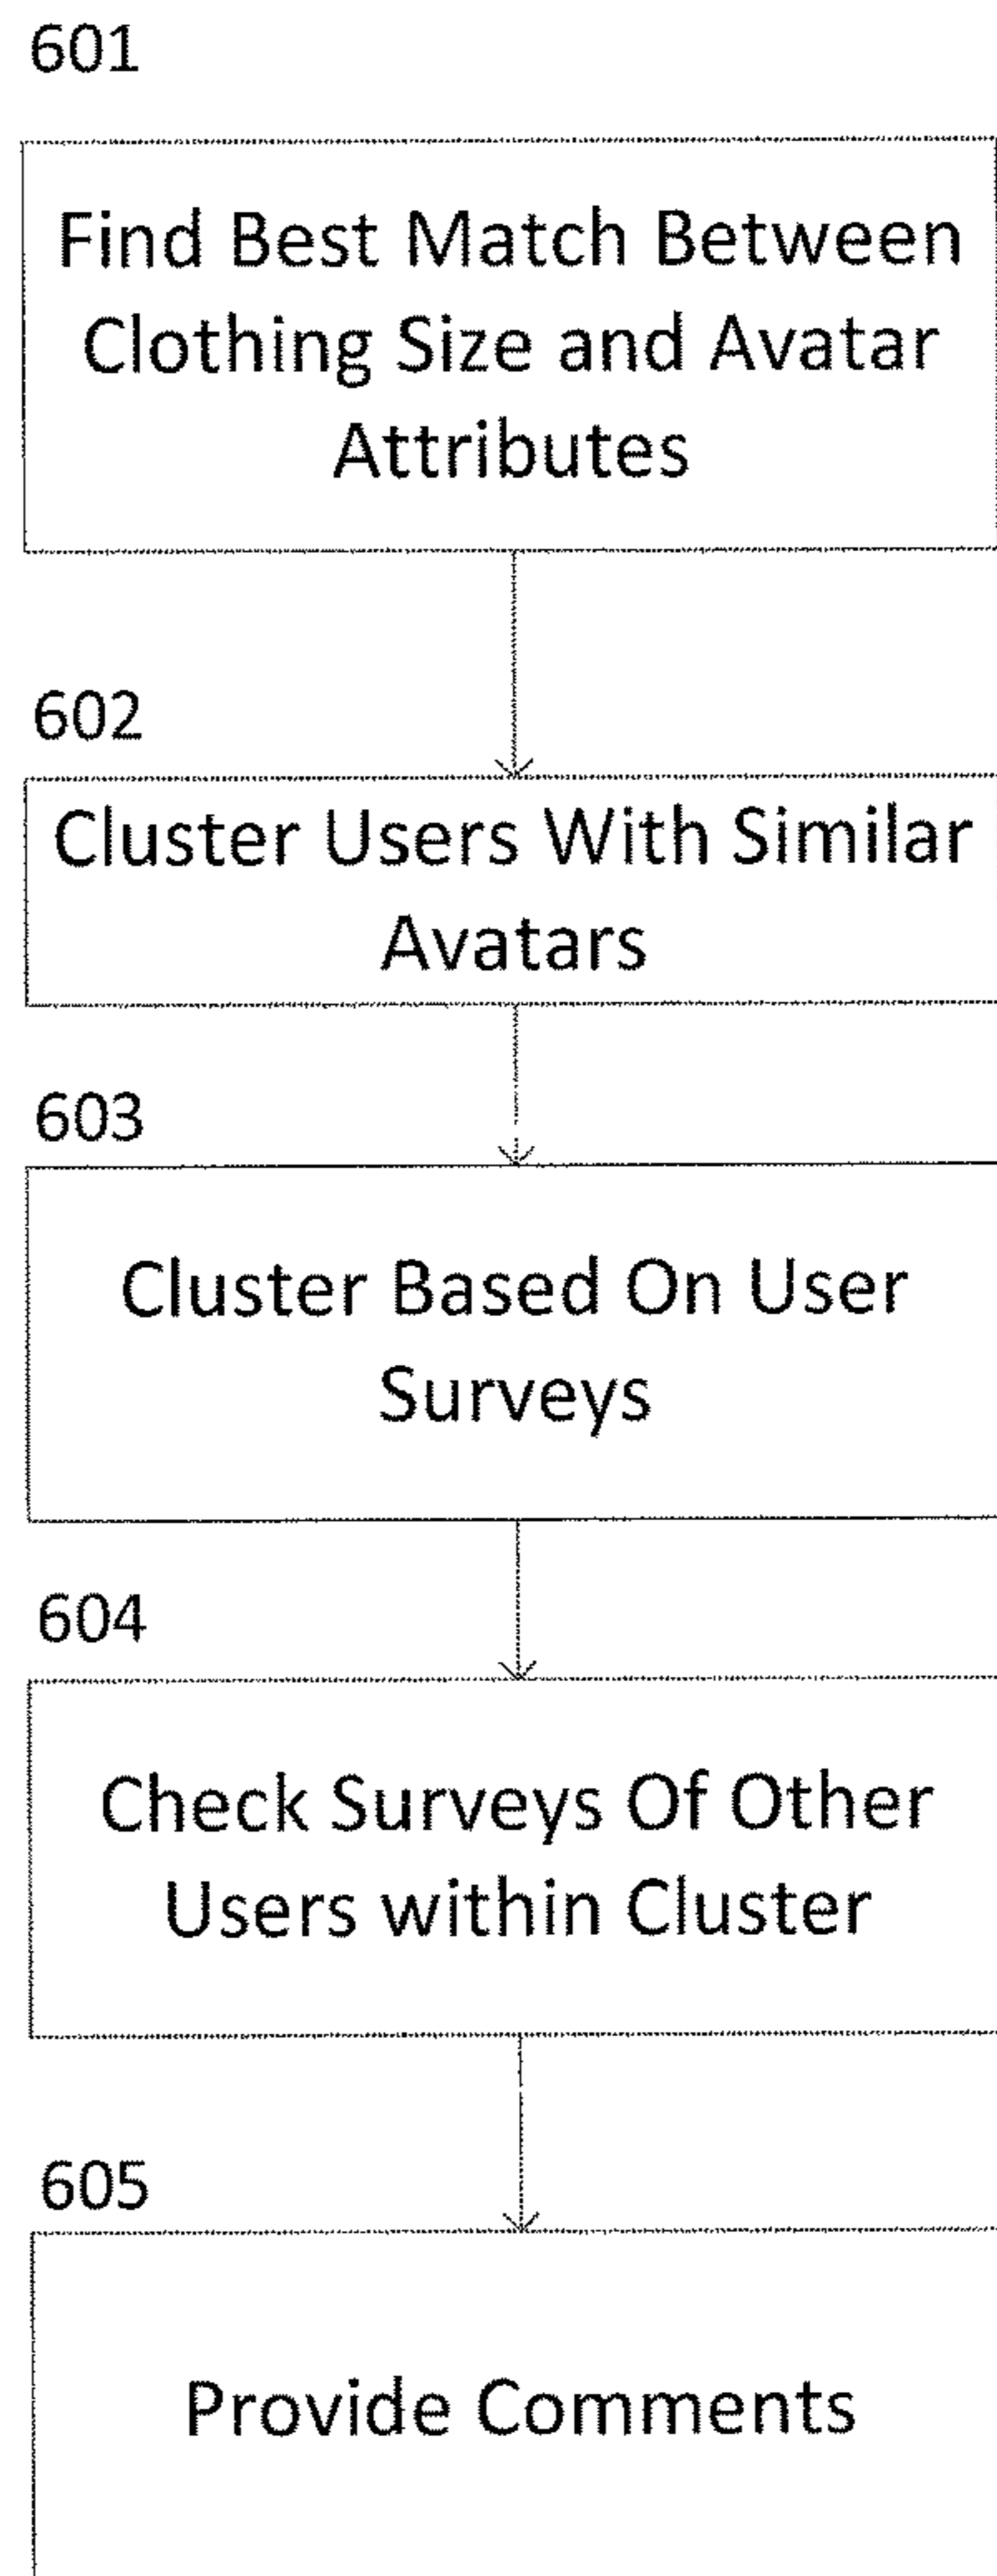 601
Find Best Match Between
Clothing Size and Avatar
Attributes
602
Cluster Users With Similar
Avatars
603
Cluster Based On User
Surveys
604
Check Surveys Of Other
Users within Cluster
605
Provide Comments